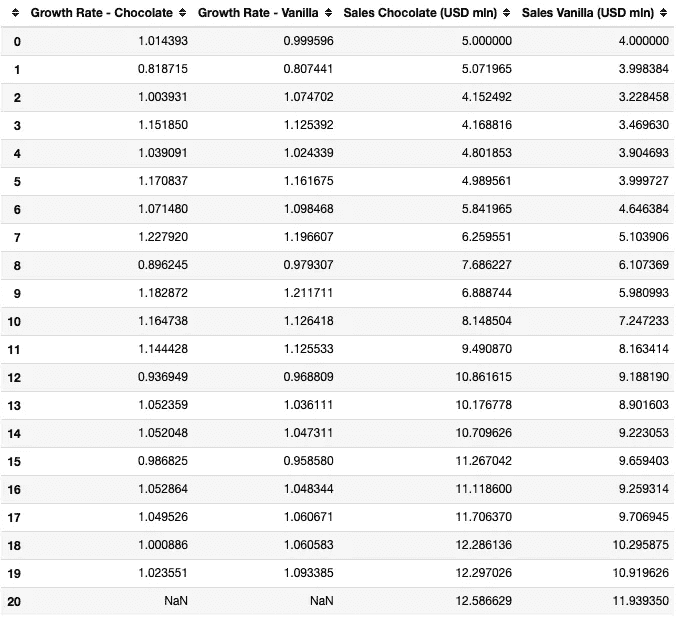 Growth Rate - Chocolate Growth Rate - Vanilla Sales Chocolate (USD mln) Sales Vanilla (USD mln)
0 1.014393 0.999596 5.000000 4.000000
1 0.818715 0.807441 5.071965 3.998384
2 1.003931 1.074702 4.152492 3.228458
3 1.151850 1.125392 4.168816 3.469630
4 1.039091 1.024339 4.801853 3.904693
5 1.170837 1.161675 4.989561 3.999727
6 1.071480 1.098468 5.841965 4.646384
7 1.227920 1.196607 6.259551 5.103906
8 0.896245 0.979307 7.686227 6.107369
9 1.182872 1.211711 6.888744 5.980993
10 1.164738 1.126418 8.148504 7.247233
11 1.144428 1.125533 9.490870 8.163414
12 0.936949 0.968809 10.861615 9.188190
13 1.052359 1.036111 10.176778 8.901603
14 1.052048 1.047311 10.709626 9.223053
15 0.986825 0.958580 11.267042 9.659403
16 1.052864 1.048344 11.118600 9.259314
17 1.049526 1.060671 11.706370 9.706945
18 1.000886 1.060583 12.286136 10.295875
19 1.023551 1.093385 12.297026 10.919626
20 NaN NaN 12.586629 11.939350